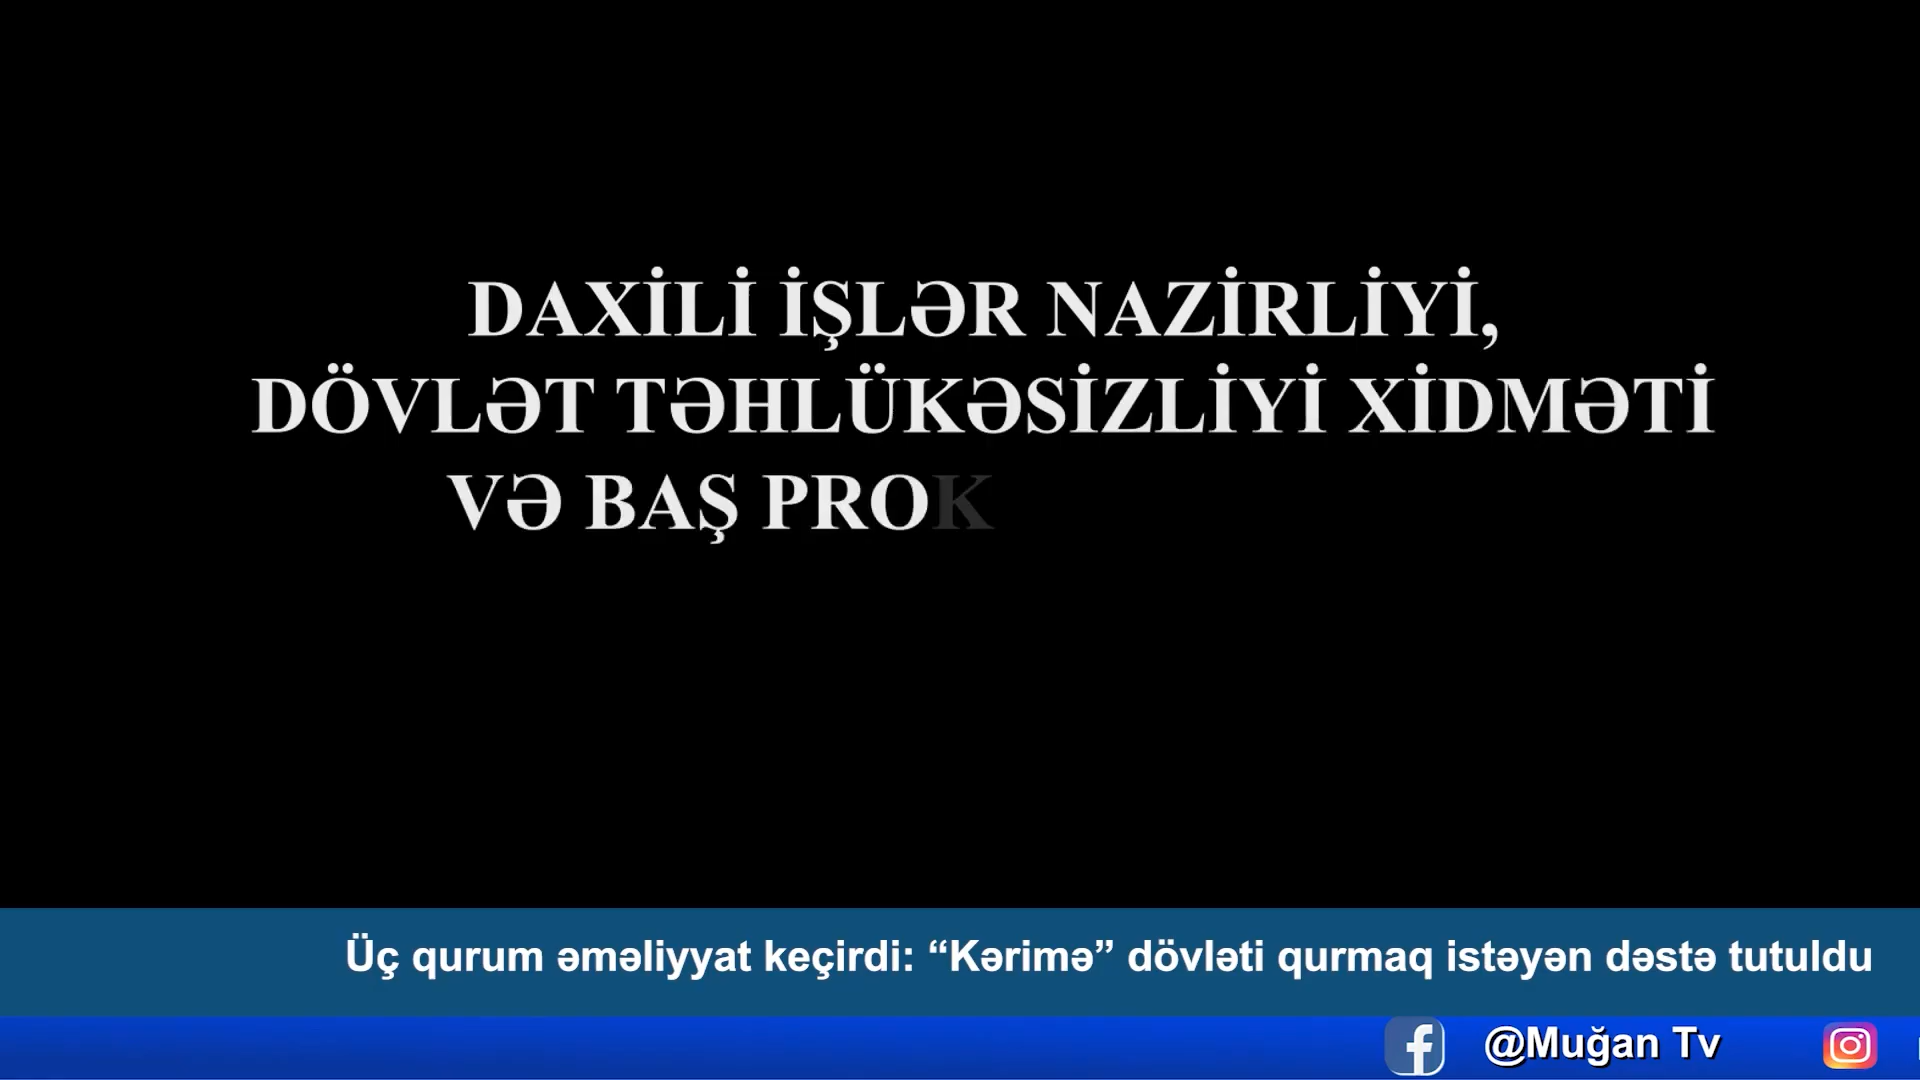 DAXİLİ İŞLƏR NAZİRLİYİ,
DÖVLƏT TƏHLÜKƏSİZLİYİ XİDMƏTİ
VƏ BAŞ PROK
Üç qurum əməliyyat keçirdi: “Kərimə” dövləti qurmaq istəyən dəstə tutuldu
@Muğan Tv